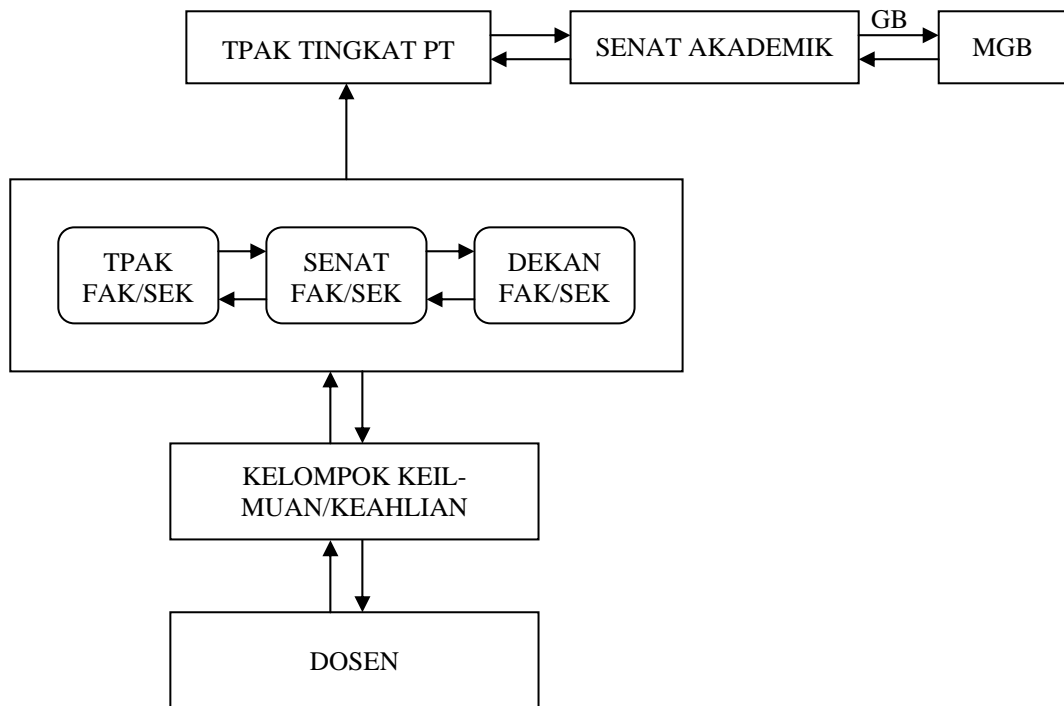 TPAK TINGKAT PT
SENAT AKADEMIK
GB
MGB
TPAK
FAK/SEK
SENAT
FAK/SEK
DEKAN
FAK/SEK
KELOMPOK KEIL-
MUAN/KEAHLIAN
DOSEN